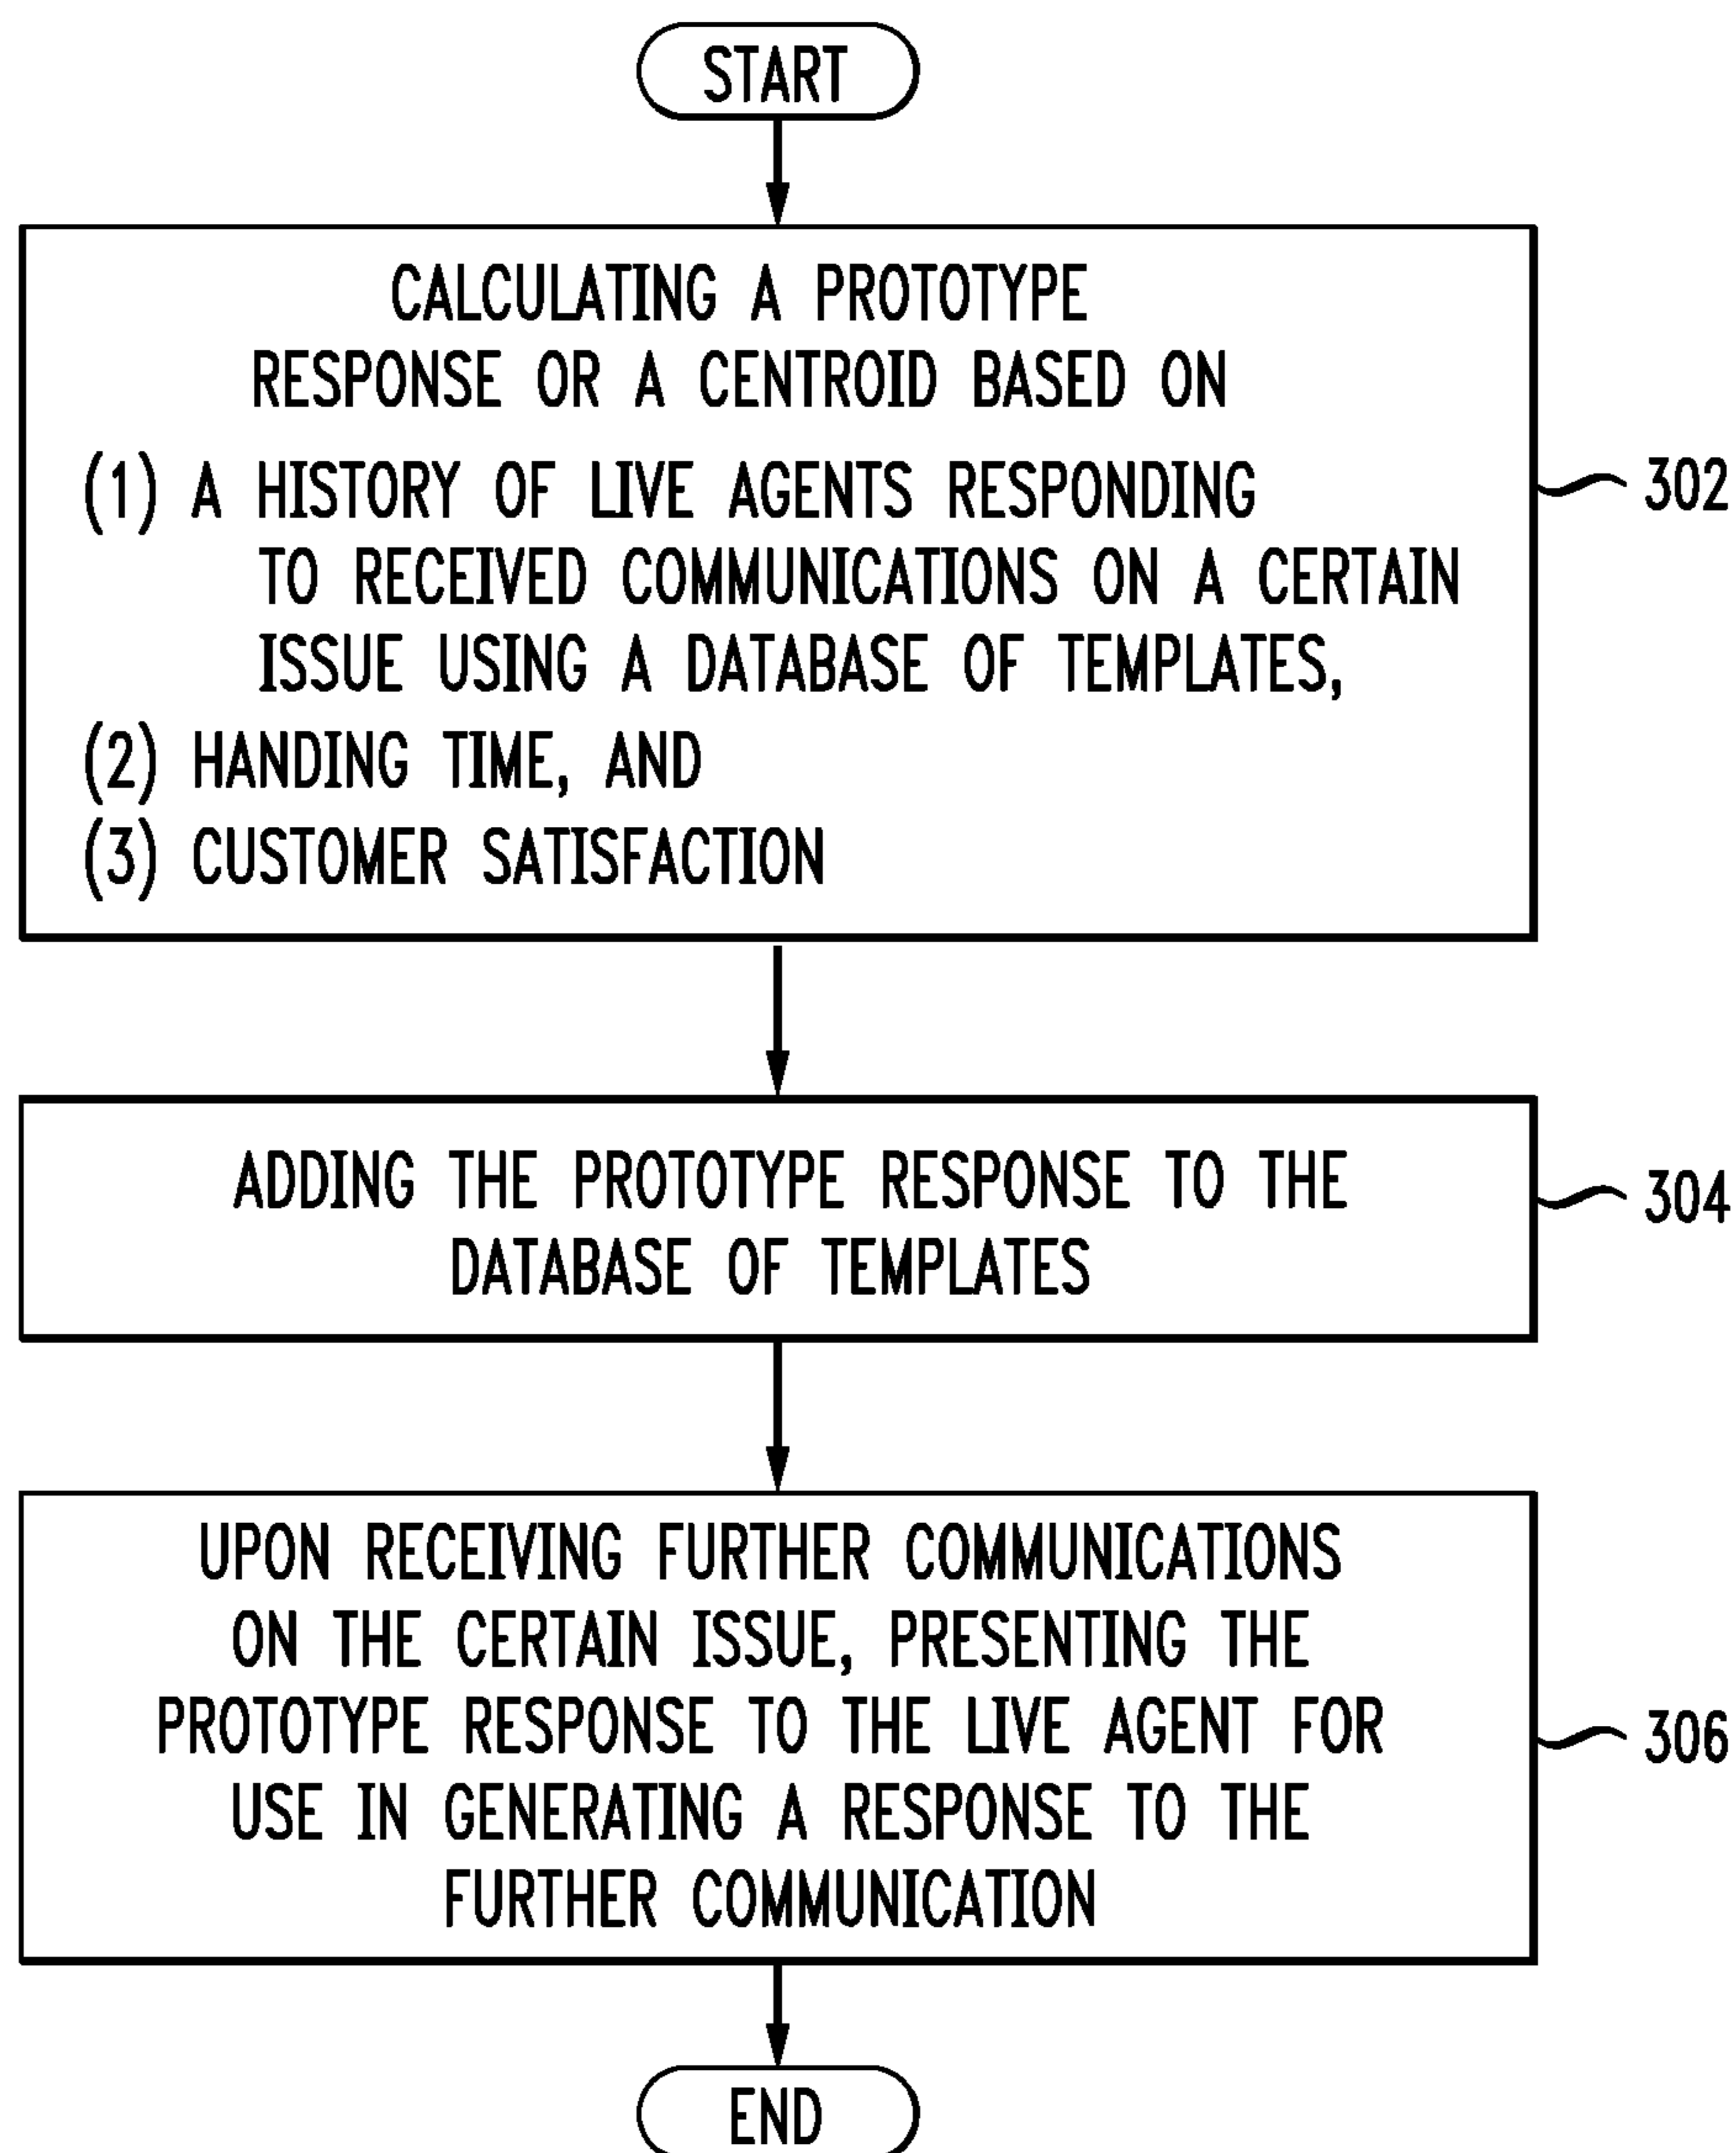 START
CALCULATING A PROTOTYPE
RESPONSE OR A CENTROID BASED ON
(1) A HISTORY OF LIVE AGENTS RESPONDING
TO RECEIVED COMMUNICATIONS ON A CERTAIN
ISSUE USING A DATABASE OF TEMPLATES,
(2) HANDING TIME, AND
(3) CUSTOMER SATISFACTION
302
ADDING THE PROTOTYPE RESPONSE TO THE
DATABASE OF TEMPLATES
304
UPON RECEIVING FURTHER COMMUNICATIONS
ON THE CERTAIN ISSUE, PRESENTING THE
PROTOTYPE RESPONSE TO THE LIVE AGENT FOR
USE IN GENERATING A RESPONSE TO THE
FURTHER COMMUNICATION
306
END